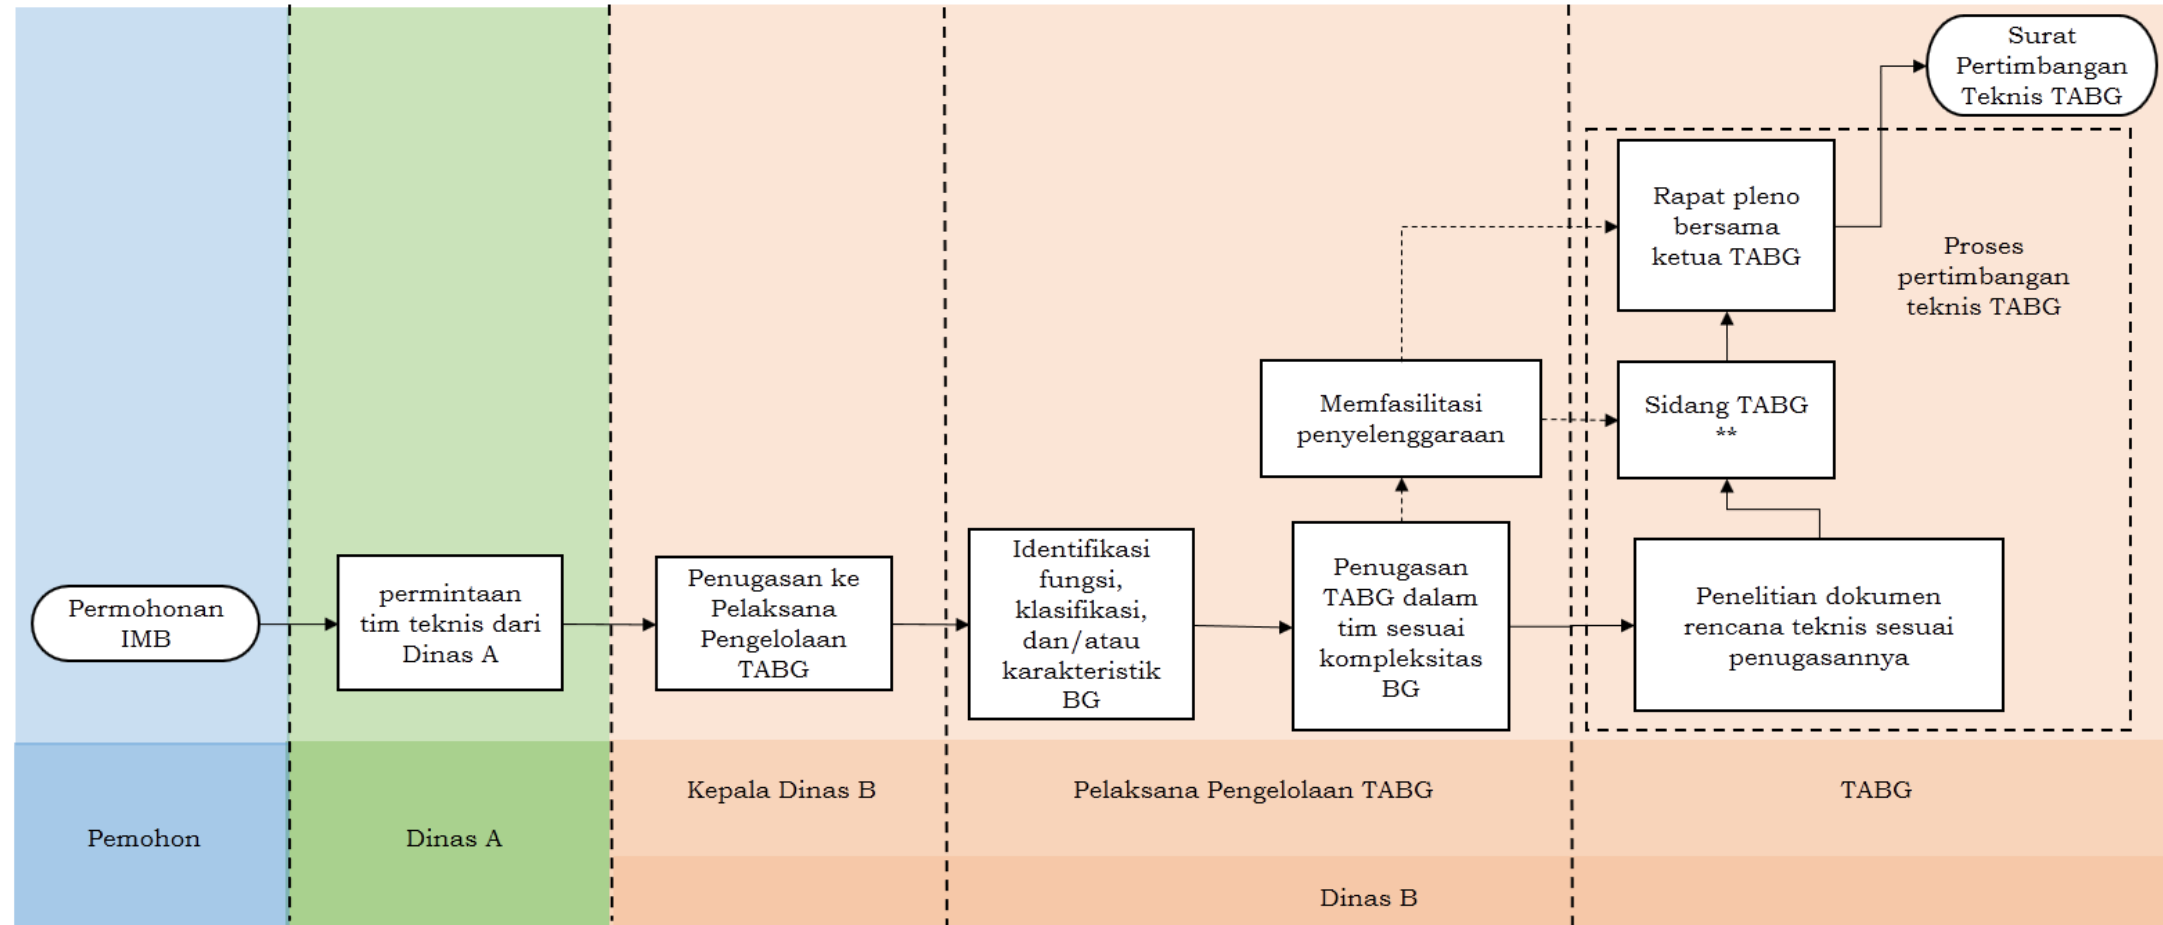 Surat
Pertimbangan
Teknis TABG
Rapat pleno
bersama
ketua TABG
Proses
pertimbangan
teknis TABG
Memfasilitasi
penyelenggaraan
Sidang TABG
**
Permohonan
IMB
permintaan
tim teknis dari
Dinas A
Penugasan ke
Pelaksana
Pengelolaan
TABG
Identifikasi
fungsi,
klasifikasi,
dan/atau
karakteristik
BG
Penugasan
TABG dalam
tim sesuai
kompleksitas
BG
Penelitian dokumen
rencana teknis sesuai
penugasannya
Pemohon
Dinas A
Kepala Dinas B
Pelaksana Pengelolaan TABG
TABG
Dinas B